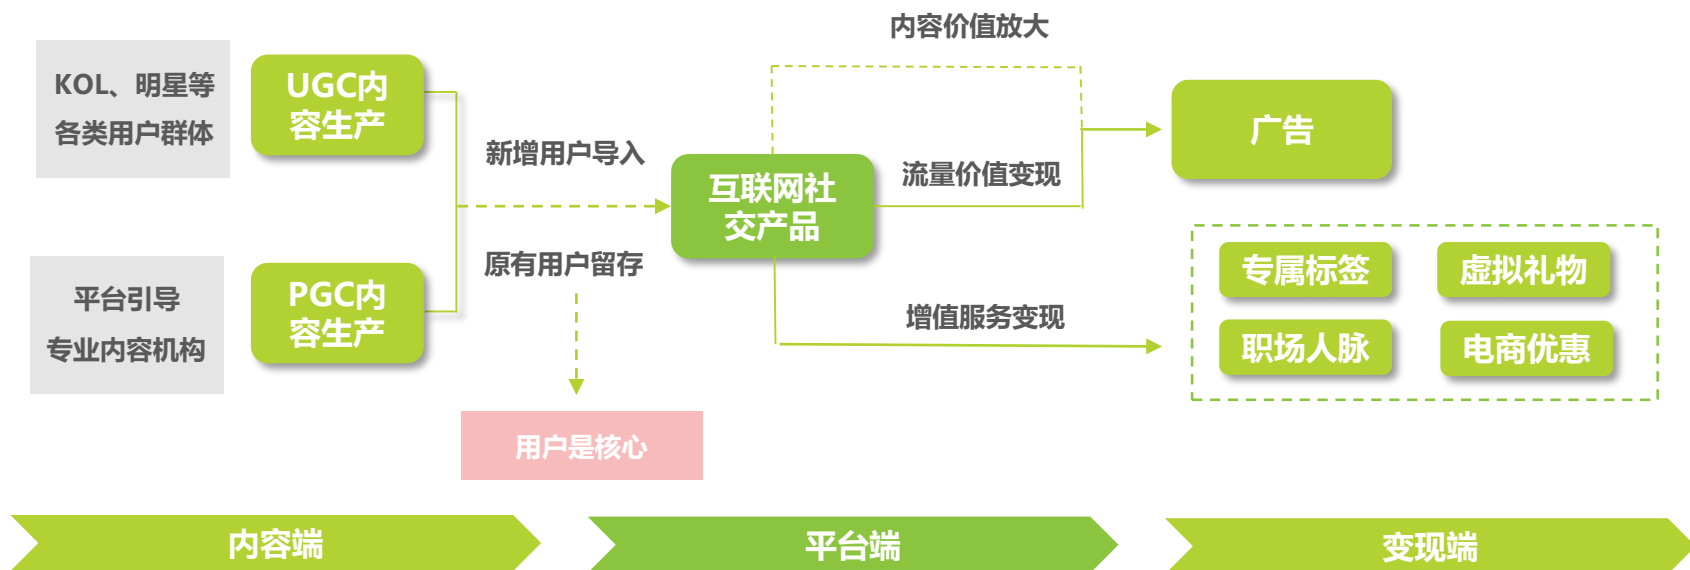 内容价值放大
KOL、明星等
各类用户群体
UGC内
容生产
新增用户导入
互联网社
交产品
流量价值变现
广告
平台引导
专业内容机构
PGC内
容生产
原有用户留存
增值服务变现
专属标签
虚拟礼物
职场人脉
电商优惠
用户是核心
内容端
平台端
变现端